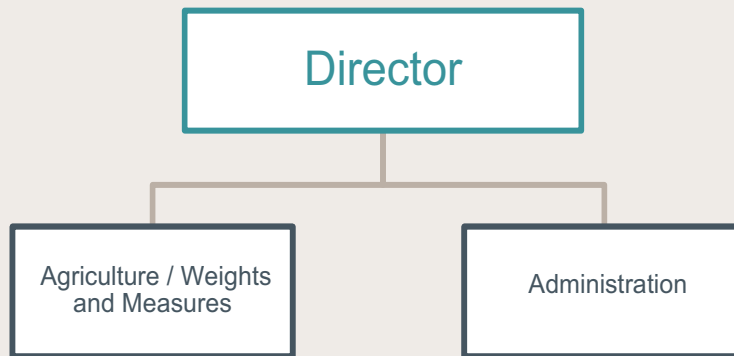 Director
Agriculture / Weights
and Measures
Administration